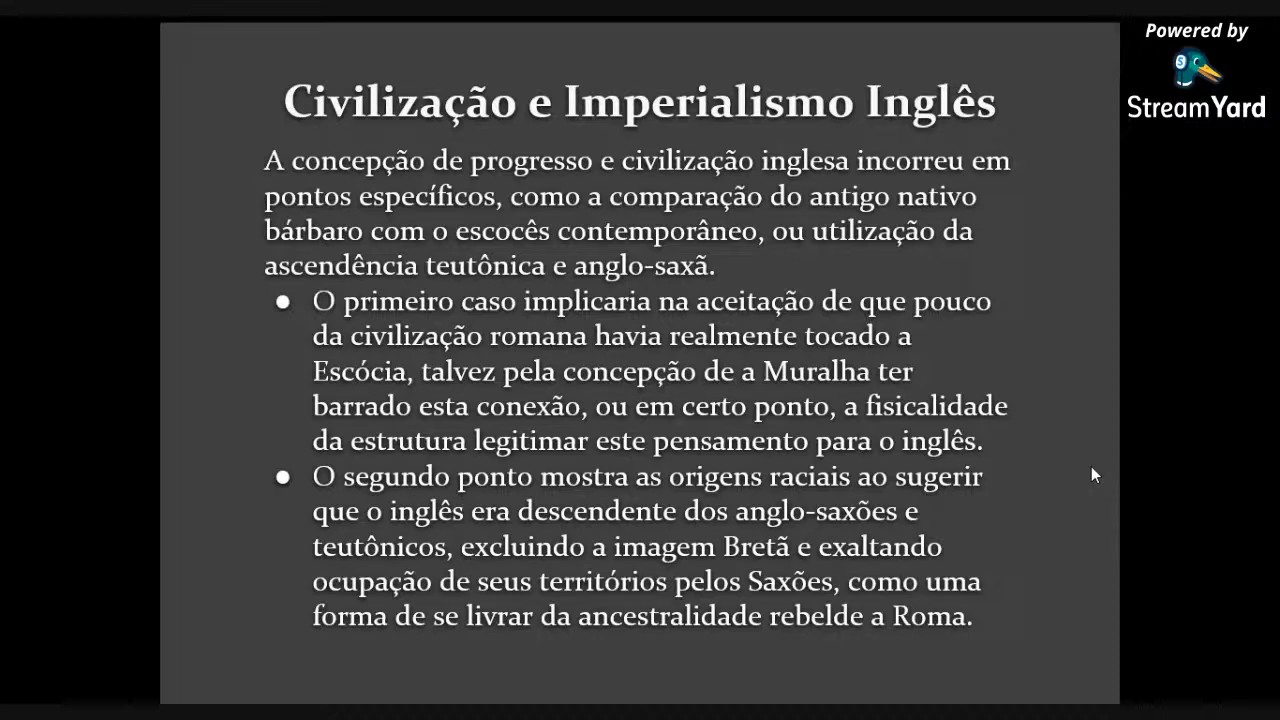 Powered by
StreamYard
Civilização e Imperialismo Inglês
A concepção de progresso e civilização inglesa incorreu em
pontos específicos, como a comparação do antigo nativo
bárbaro com o escocês contemporâneo, ou utilização da
ascendência teutônica e anglo-saxã.
● O primeiro caso implicaria na aceitação de que pouco
da civilização romana havia realmente tocado a
Escócia, talvez pela concepção de a Muralha ter
barrado esta conexão, ou em certo ponto, a fisicalidade
da estrutura legitimar este pensamento para o inglês.
● O segundo ponto mostra as origens raciais ao sugerir
que o inglês era descendente dos anglo-saxões e
teutônicos, excluindo a imagem Bretã e exaltando
ocupação de seus territórios pelos Saxões, como uma
forma de se livrar da ancestralidade rebelde a Roma.